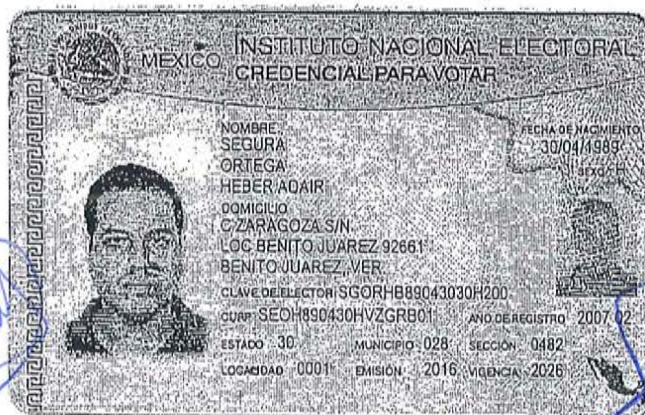 MÉXICO INSTITUTO NACIONAL ELECTORAL
CREDENCIAL PARA VOTAR
NOMBRE
SEGURA
ORTEGA
HEBER ADAIR
FECHA DE NACIMIENTO
30/04/1989
SEXO H
DOMICILIO
C ZARAGOZA S/N
LOC BENITO JUAREZ 92661
BENITO JUAREZ, VER.
CLAVE DE ELECTOR SGORHB89043030H200
CURP SEOH890430HVZGRB01 AÑO DE REGISTRO 2007 02
ESTADO 30 MUNICIPIO 028 SECCIÓN 0482
LOCALIDAD 0001 EMISIÓN 2016 VIGENCIA 2026